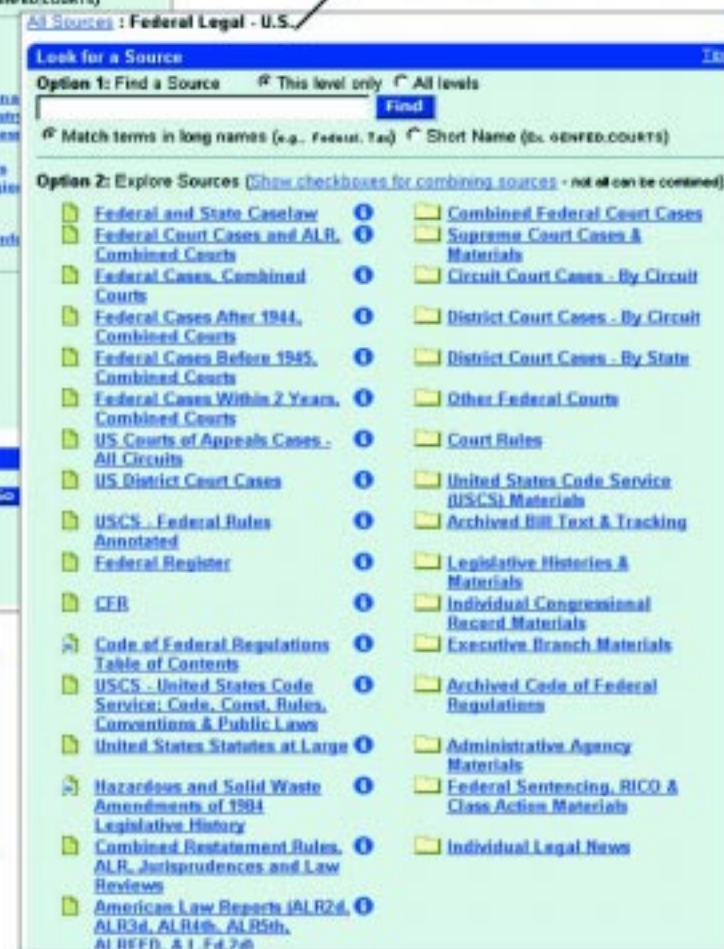 All Sources : Federal Legal - U.S.
Look for a Source
Option 1: Find a Source This level only All levels
Find
Match terms in long names (e.g., Federal, Tax) Short Name (Ex. GENFED;COURTS)
Option 2: Explore Sources (Show checkboxes for combining sources - not all can be combined)
Federal and State Caselaw
Federal Court Cases and ALR,
Combined Courts
Federal Cases, Combined
Courts
Federal Cases After 1944,
Combined Courts
Federal Cases Before 1945,
Combined Courts
Federal Cases Within 2 Years,
Combined Courts
US Courts of Appeals Cases -
All Circuits
US District Court Cases
USCS - Federal Rules
Annotated
Federal Register
CFR
Code of Federal Regulations
Table of Contents
USCS - United States Code
Service; Code, Const, Rules,
Conventions & Public Laws
United States Statutes at Large
Hazardous and Solid Waste
Amendments of 1984
Legislative History
Combined Restatement Rules,
ALR, Jurisprudences and Law
Reviews
American Law Reports (ALR2d,
ALR3d, ALR4th, ALR5th,
ALRFED, & L.Ed.2d)
Combined Federal Court Cases
Supreme Court Cases &
Materials
Circuit Court Cases - By Circuit
District Court Cases - By Circuit
District Court Cases - By State
Other Federal Courts
Court Rules
United States Code Service
(USCS) Materials
Archived Bill Text & Tracking
Legislative Histories &
Materials
Individual Congressional
Record Materials
Executive Branch Materials
Archived Code of Federal
Regulations
Administrative Agency
Materials
Federal Sentencing, RICO &
Class Action Materials
Individual Legal News